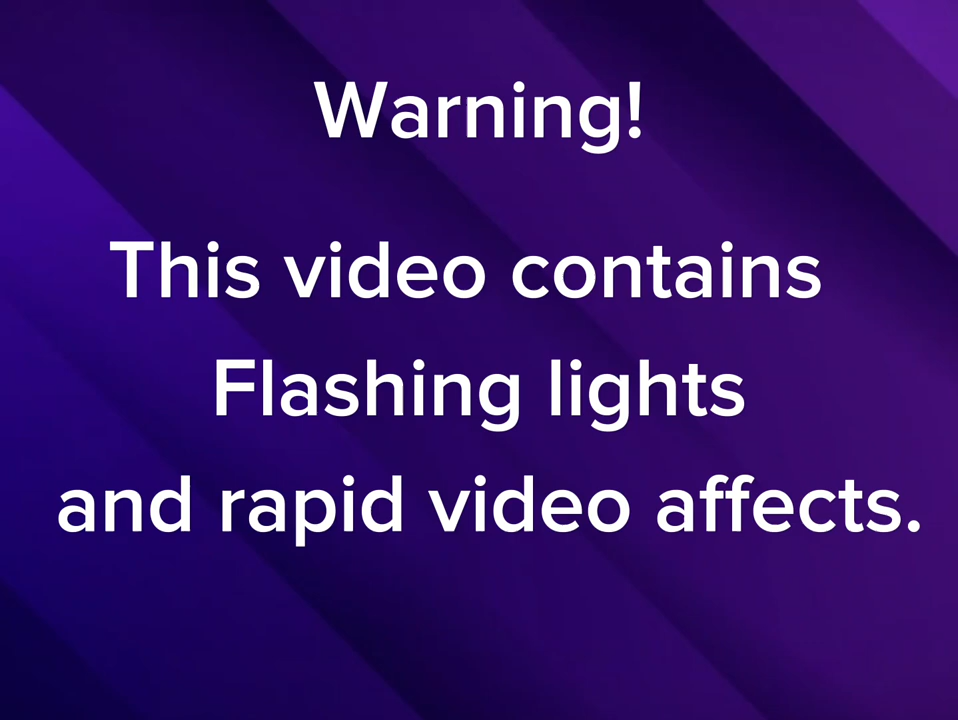 Warning!
This video contains
Flashing lights
and rapid video affects.